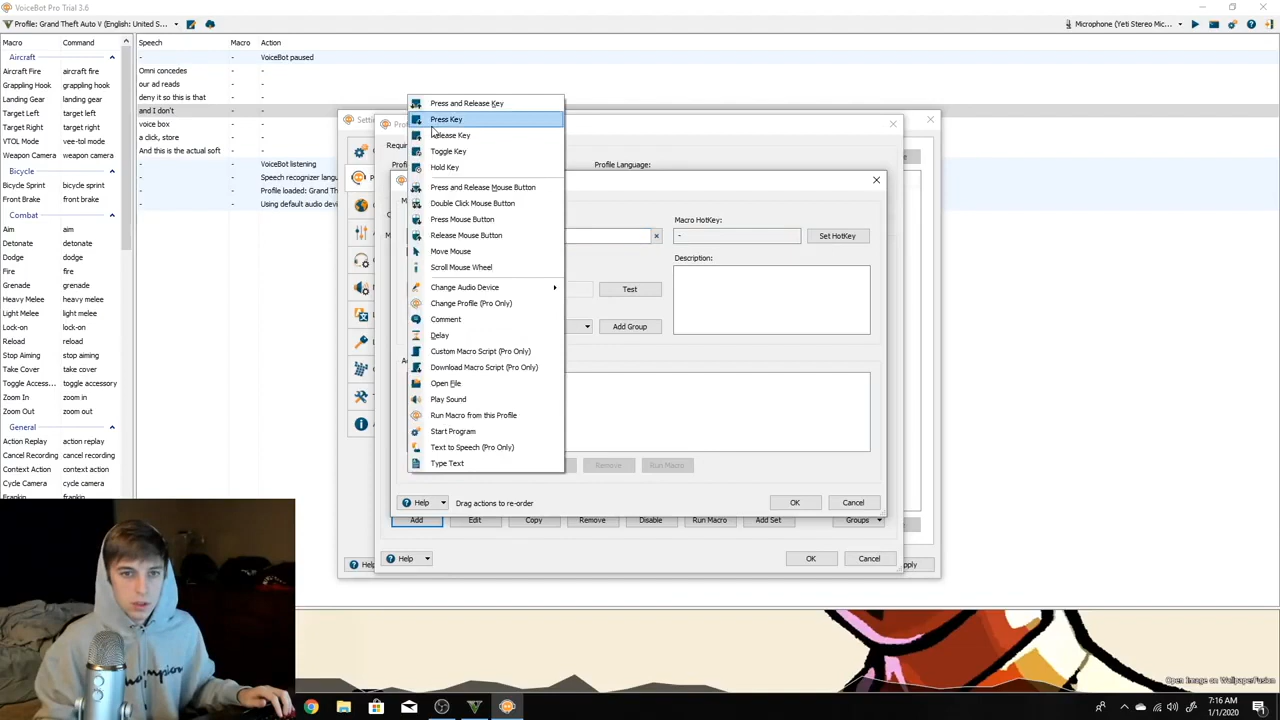 VoiceBot Pro Trial 3.6
Profile: Grand Theft Auto V (English: United S...
Microphone (Yeti Stereo Mic...
Macro Command
Speech Macro Action
Aircraft
Aircraft Fire aircraft fire
Grappling Hook grappling hook
Landing Gear landing gear
Target Left target left
Target Right target right
VTOL Mode vee-tol mode
Bicycle
Bicycle Sprint bicycle sprint
Front Brake front brake
Combat
Aim aim
Detonate detonate
Dodge dodge
Fire fire
Grenade grenade
Heavy Melee heavy melee
Light Melee light melee
Lock-on lock-on
Reload reload
Stop Aiming stop aiming
Take Cover take cover
Toggle Access... toggle accessory
Zoom In zoom in
Zoom Out zoom out
General
Action Replay action replay
Cancel Recording cancel recording
Context Action context action
Cycle Camera cycle camera
- - VoiceBot paused
Omni concedes - -
our ad reads - -
deny it so this is that - -
and I don't - -
voice box - -
a click, store - -
And this is the actual soft - -
- - VoiceBot listening
- - Speech recognizer langu
- - Profile loaded: Grand T
- - Using default audio devi
Press and Release Key
Press Key
Release Key
Toggle Key
Hold Key
Press and Release Mouse Button
Double Click Mouse Button
Press Mouse Button
Release Mouse Button
Move Mouse
Scroll Mouse Wheel
Change Audio Device
Change Profile (Pro Only)
Comment
Delay
Custom Macro Script (Pro Only)
Download Macro Script (Pro Only)
Open File
Play Sound
Run Macro from this Profile
Start Program
Text to Speech (Pro Only)
Type Text
Profile Language:
Macro HotKey:
-
Set HotKey
Description:
Test
Add Group
Remove
Run Macro
Help
Drag actions to re-order
OK
Cancel
Add
Edit
Copy
Remove
Disable
Run Macro
Add Set
Groups
Help
OK
Cancel
Open Image on WallpaperFusion
7:16 AM
1/1/2020